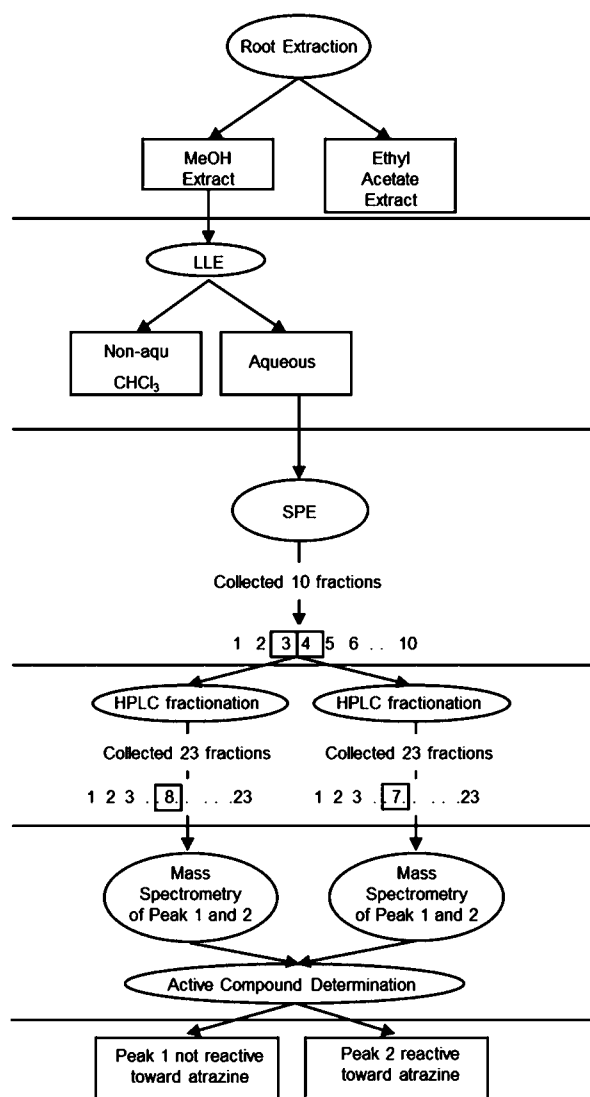 Root Extraction
MeOH
Extract
Ethyl
Acetate
Extract
LLE
Non-aqu
CHCl₃
Aqueous
SPE
Collected 10 fractions
1 2 3 4 5 6 . . 10
HPLC fractionation
HPLC fractionation
Collected 23 fractions
Collected 23 fractions
1 2 3 . . 8. . . . .23
1 2 3 . . 7. . . . .23
Mass
Spectrometry
of Peak 1 and 2
Mass
Spectrometry
of Peak 1 and 2
Active Compound Determination
Peak 1 not reactive
toward atrazine
Peak 2 reactive
toward atrazine